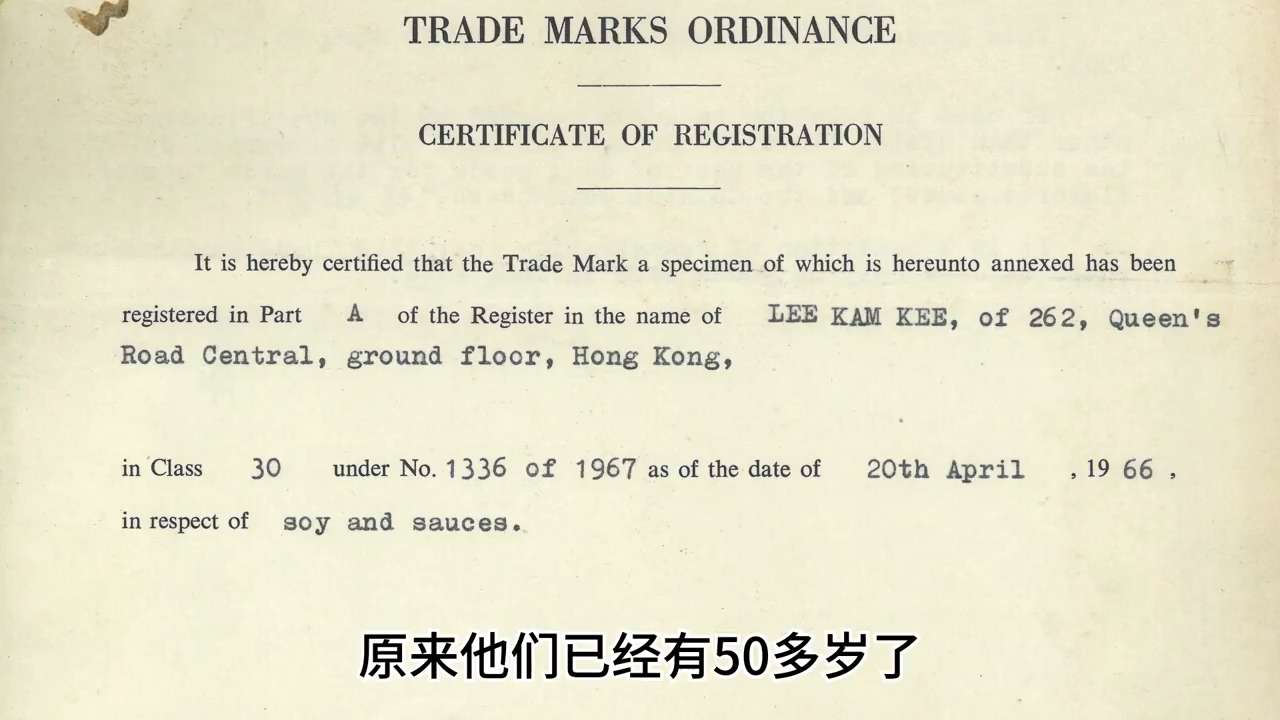 TRADE MARKS ORDINANCE
CERTIFICATE OF REGISTRATION
It is hereby certified that the Trade Mark a specimen of which is hereunto annexed has been
registered in Part A of the Register in the name of LEE KAM KEE, of 262, Queen's
Road Central, ground floor, Hong Kong,
in Class 30 under No. 1336 of 1967 as of the date of 20th April , 19 66 ,
in respect of soy and sauces.
原来他们已经有50多岁了